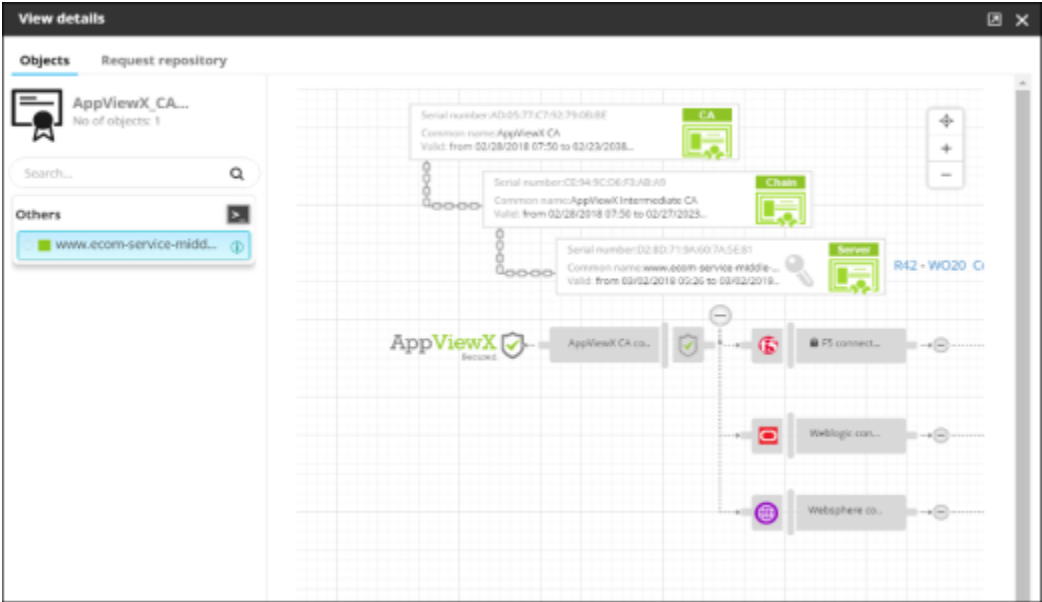 View details
Objects
Request repository
AppViewX_CA...
No of objects: 1
Search...
Others
>_
www.ecom-service-midd...
Serial number:AD:05:77:C7:92:79:0B:BE
CA
Common name:AppViewX CA
Valid: from 02/28/2018 07:50 to 02/23/2038...
Serial number:CE:94:5C:D6:F3:AB:A9
Chain
Common name:AppViewX Intermediate CA
Valid: from 02/28/2018 07:50 to 02/27/2023...
Serial number:D2:8D:71:9A:60:7A:5E:81
Server
Common name:www.ecom-service-middle-...
Valid: from 03/02/2018 05:26 to 03/02/2019...
R42 - WO20
AppViewX
Secured
AppViewX CA co..
F5 connect...
Weblogic con...
Websphere co..